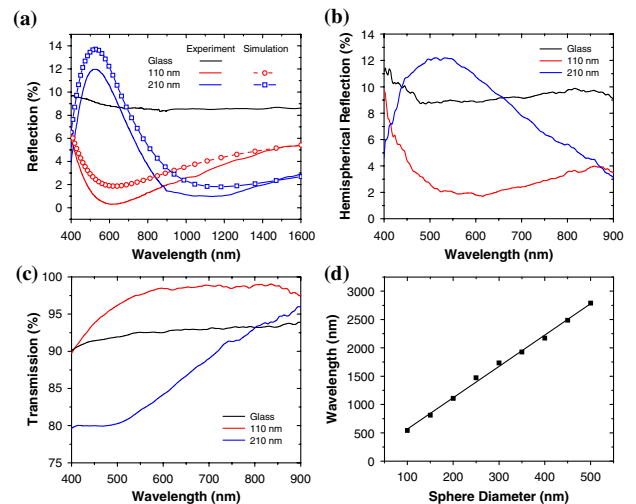 (a)
Experiment Simulation
Glass
110 nm
210 nm
14
12
10
8
6
4
2
0
Reflection (%)
400 600 800 1000 1200 1400 1600
Wavelength (nm)
(b)
Glass
110 nm
210 nm
14
12
10
8
6
4
2
0
Hemispherical Reflection (%)
400 500 600 700 800 900
Wavelength (nm)
(c)
100
95
90
85
80
75
Transmission (%)
Glass
110 nm
210 nm
400 500 600 700 800 900
Wavelength (nm)
(d)
3000
2500
2000
1500
1000
500
0
Wavelength (nm)
100 150 200 250 300 350 400 450 500
Sphere Diameter (nm)